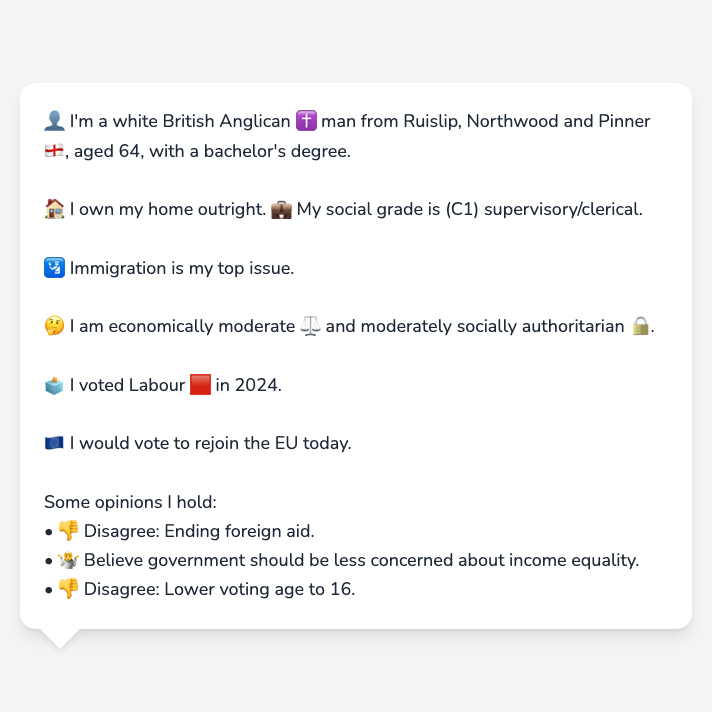 👤 I'm a white British Anglican ✝️ man from Ruislip, Northwood and Pinner
🏴󠁧󠁢󠁥󠁮󠁧󠁿, aged 64, with a bachelor's degree.
🏠 I own my home outright. 💼 My social grade is (C1) supervisory/clerical.
🛂 Immigration is my top issue.
🤔 I am economically moderate ⚖️ and moderately socially authoritarian 🔒.
🗳️ I voted Labour 🟥 in 2024.
🇪🇺 I would vote to rejoin the EU today.
Some opinions I hold:
• 👎 Disagree: Ending foreign aid.
• 🤷 Believe government should be less concerned about income equality.
• 👎 Disagree: Lower voting age to 16.